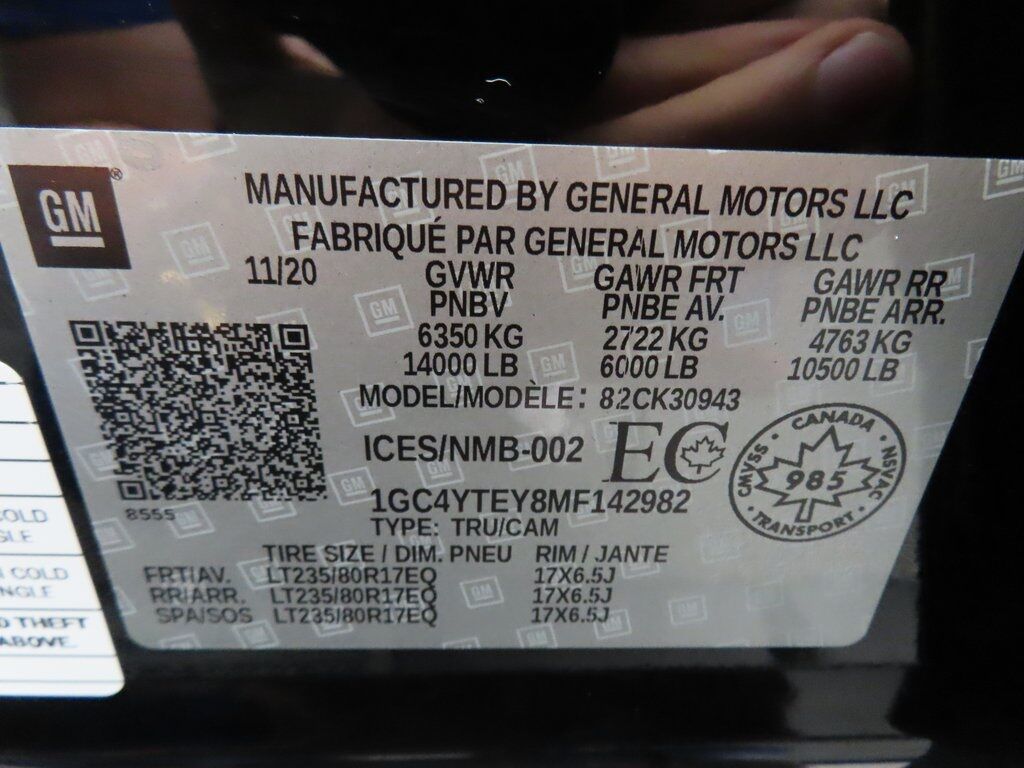 GM®
MANUFACTURED BY GENERAL MOTORS LLC
FABRIQUÉ PAR GENERAL MOTORS LLC
11/20 GVWR GAWR FRT GAWR RR
PNBV PNBE AV. PNBE ARR.
6350 KG 2722 KG 4763 KG
14000 LB 6000 LB 10500 LB
MODEL/MODÈLE: 82CK30943
ICES/NMB-002 EC
CANADA
CMVSS 985 NSVAC
TRANSPORT
8555
1GC4YTEY8MF142982
TYPE: TRU/CAM
TIRE SIZE / DIM. PNEU RIM / JANTE
FRT/AV. LT235/80R17EQ 17X6.5J
RR/ARR. LT235/80R17EQ 17X6.5J
SPA/SOS LT235/80R17EQ 17X6.5J
COLD
COLD
THEFT
ABOVE